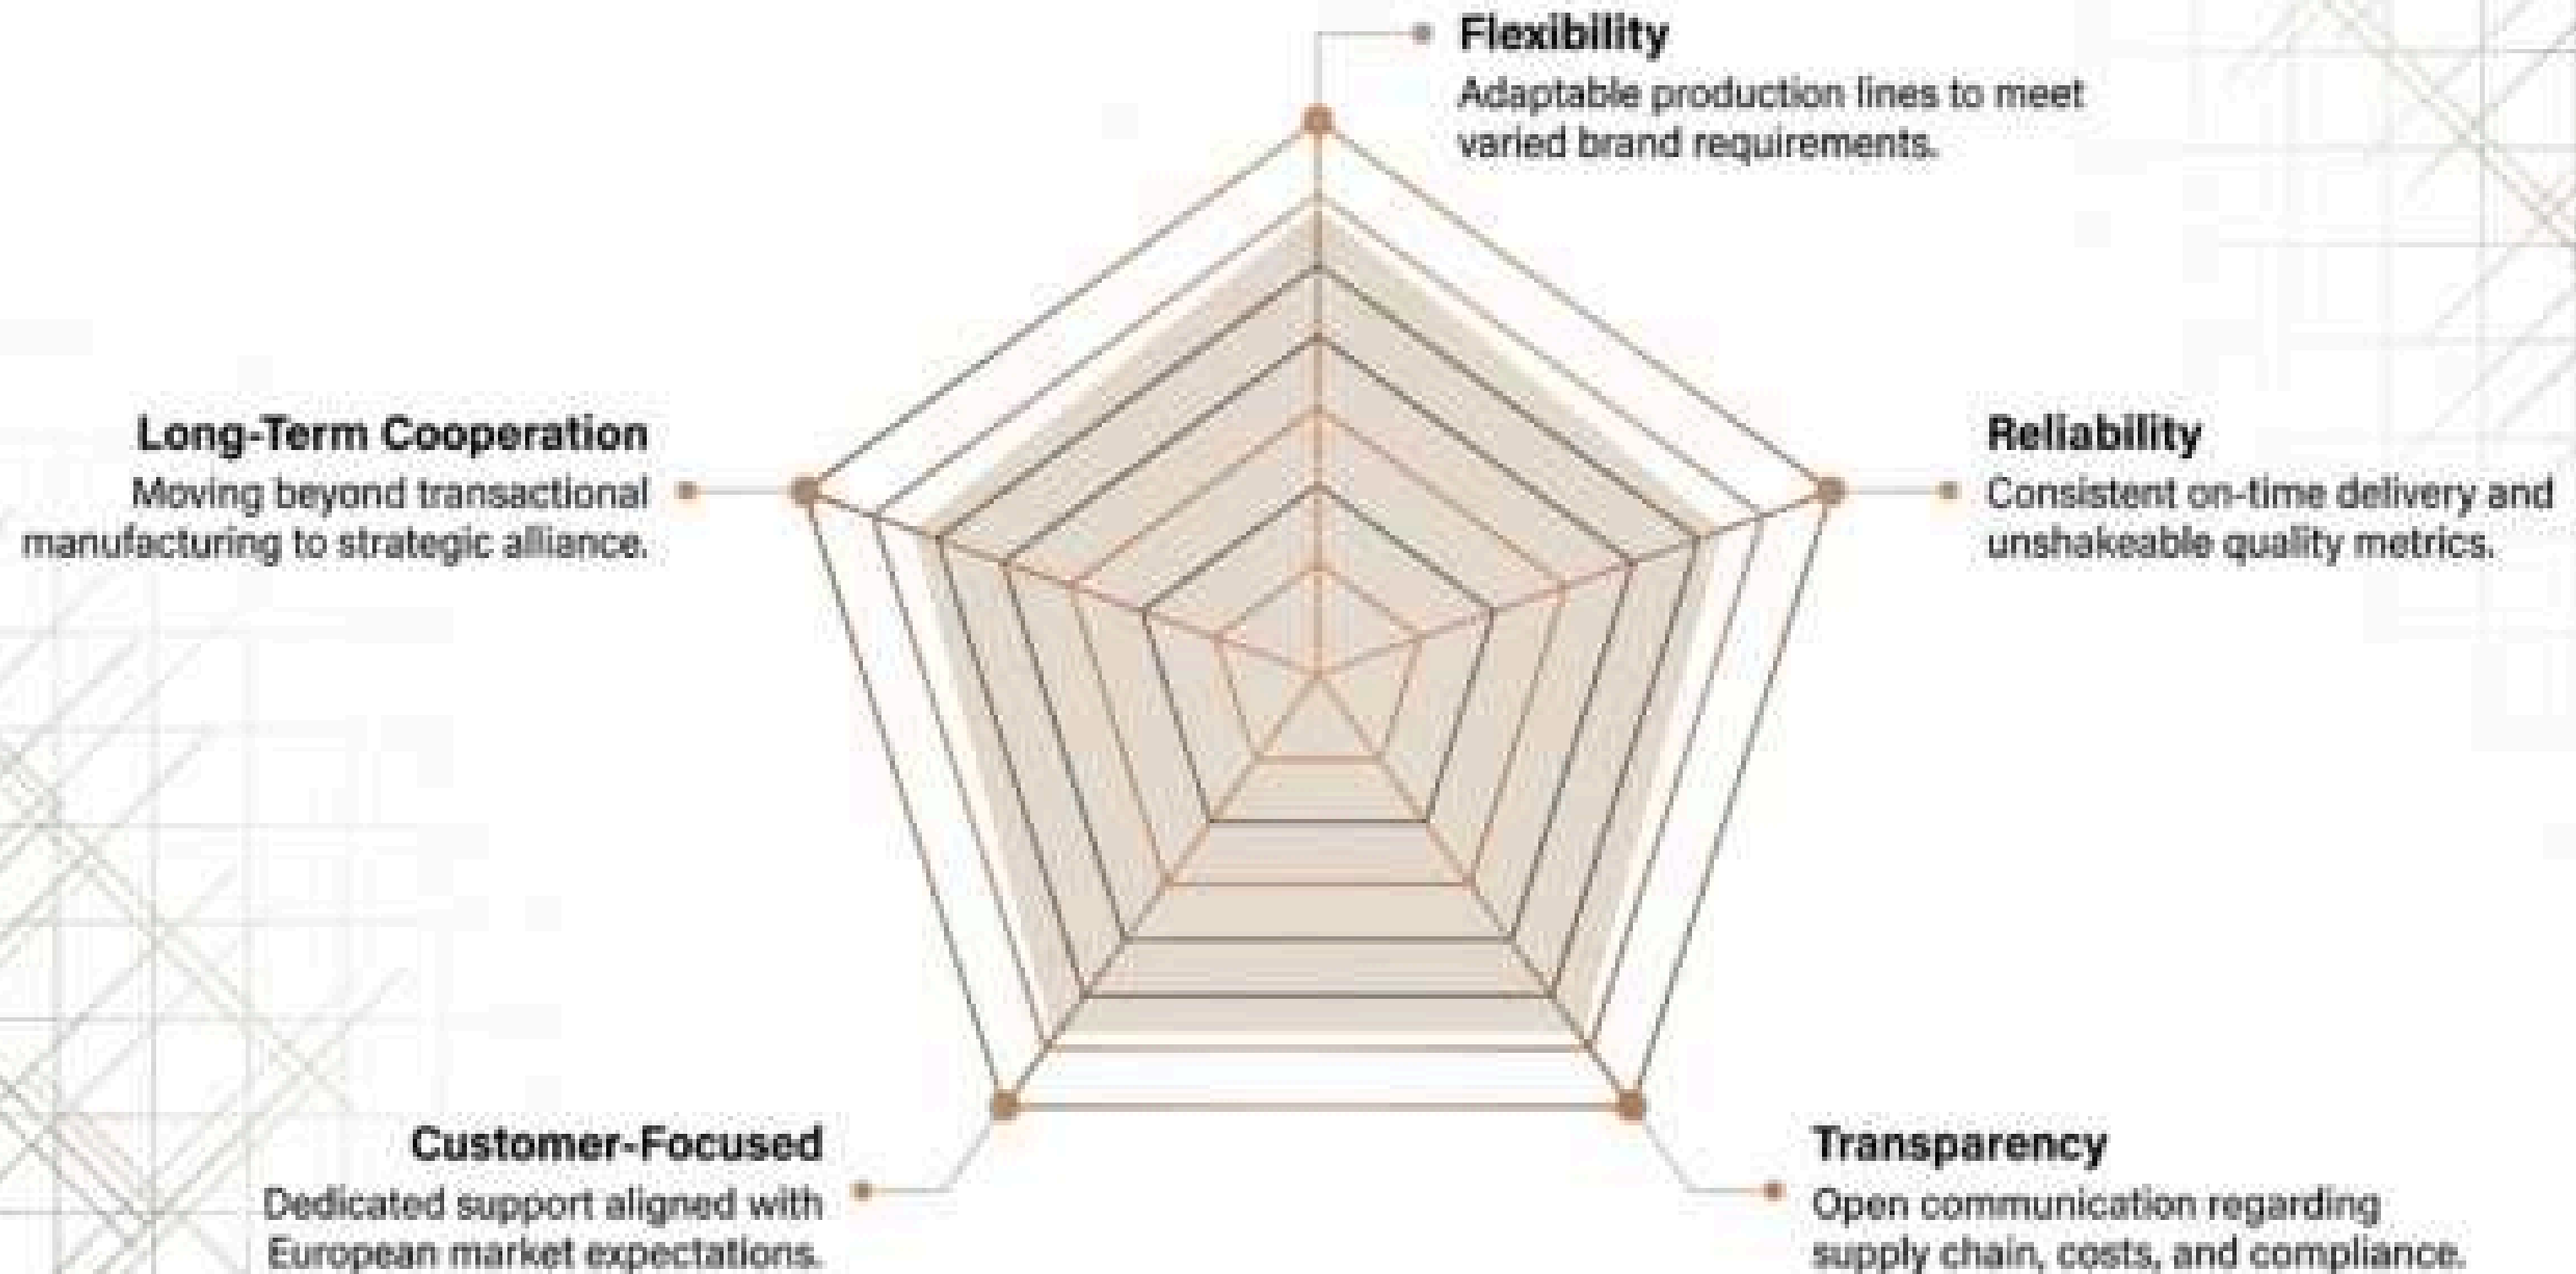 Flexibility
Adaptable production lines to meet
varied brand requirements.
Long-Term Cooperation
Moving beyond transactional
manufacturing to strategic alliance.
Reliability
Consistent on-time delivery and
unshakeable quality metrics.
Customer-Focused
Dedicated support aligned with
European market expectations.
Transparency
Open communication regarding
supply chain, costs, and compliance.